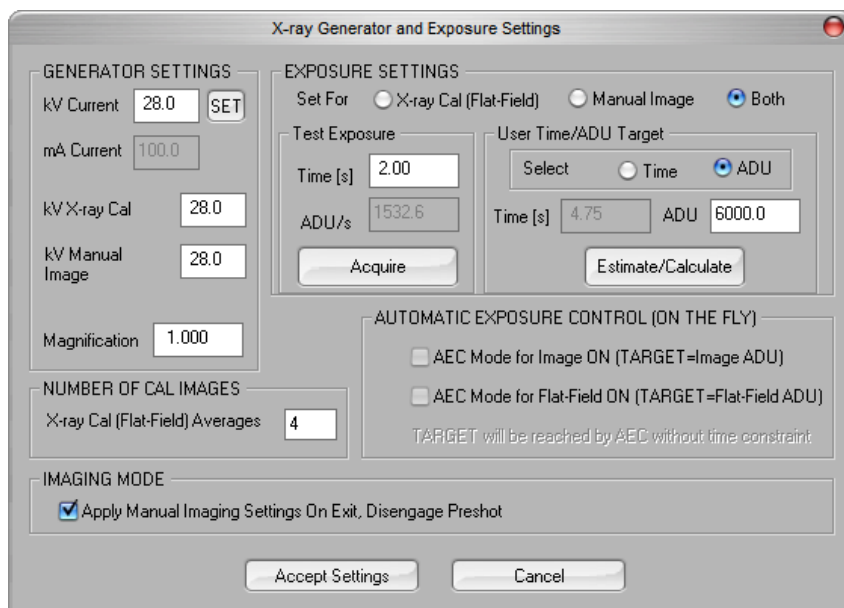 X-ray Generator and Exposure Settings
GENERATOR SETTINGS
kV Current 28.0 SET
mA Current 100.0
kV X-ray Cal 28.0
kV Manual Image 28.0
Magnification 1.000
EXPOSURE SETTINGS
Set For X-ray Cal (Flat-Field) Manual Image Both
Test Exposure
Time [s] 2.00
ADU/s 1532.6
Acquire
User Time/ADU Target
Select Time ADU
Time [s] 4.75 ADU 6000.0
Estimate/Calculate
AUTOMATIC EXPOSURE CONTROL (ON THE FLY)
AEC Mode for Image ON (TARGET=Image ADU)
AEC Mode for Flat-Field ON (TARGET=Flat-Field ADU)
TARGET will be reached by AEC without time constraint
NUMBER OF CAL IMAGES
X-ray Cal (Flat-Field) Averages 4
IMAGING MODE
Apply Manual Imaging Settings On Exit, Disengage Preshot
Accept Settings Cancel